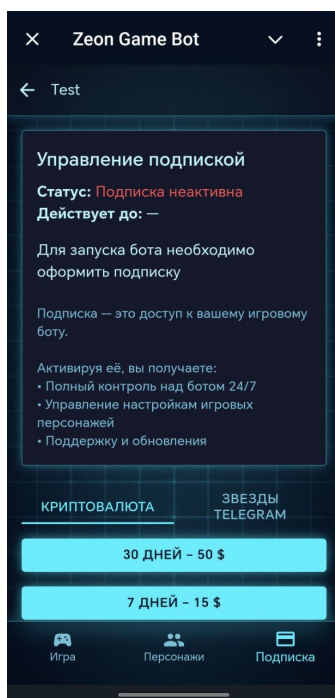 Zeon Game Bot
Test
Управление подпиской
Статус: Подписка неактивна
Действует до: —
Для запуска бота необходимо
оформить подписку
Подписка — это доступ к вашему игровому
боту.
Активируя её, вы получаете:
• Полный контроль над ботом 24/7
• Управление настройкам игровых
персонажей
• Поддержку и обновления
КРИПТОВАЛЮТА
ЗВЕЗДЫ
TELEGRAM
30 ДНЕЙ – 50 $
7 ДНЕЙ – 15 $
Игра
Персонажи
Подписка